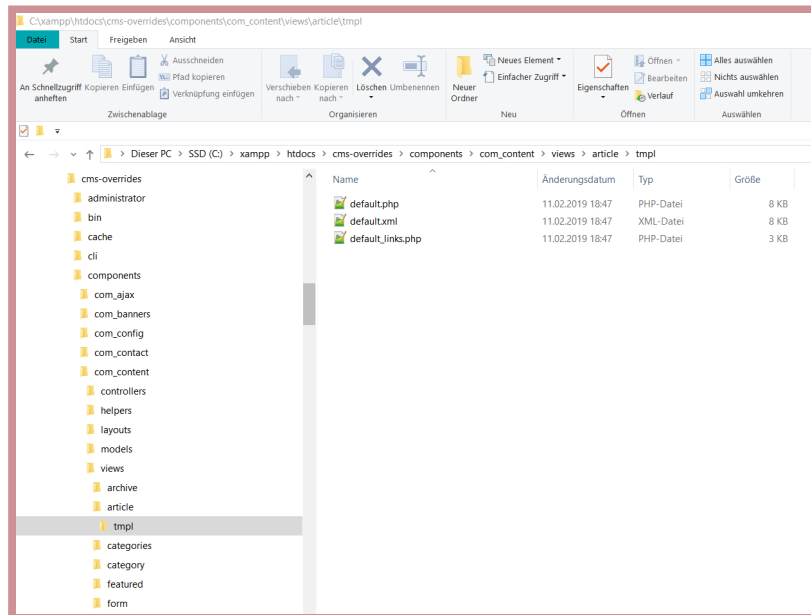 C:\xampp\htdocs\cms-overrides\components\com_content\views\article\tmpl
Datei Start Freigeben Ansicht
An Schnellzugriff anheften
Kopieren
Einfügen
Ausschneiden
Pfad kopieren
Verknüpfung einfügen
Zwischenablage
Verschieben nach
Kopieren nach
Löschen
Umbenennen
Organisieren
Neuer Ordner
Neues Element
Einfacher Zugriff
Neu
Eigenschaften
Öffnen
Bearbeiten
Verlauf
Öffnen
Alles auswählen
Nichts auswählen
Auswahl umkehren
Auswählen
Dieser PC > SSD (C:) > xampp > htdocs > cms-overrides > components > com_content > views > article > tmpl
cms-overrides
administrator
bin
cache
cli
components
com_ajax
com_banners
com_config
com_contact
com_content
controllers
helpers
layouts
models
views
archive
article
tmpl
categories
category
featured
form
Name Änderungsdatum Typ Größe
default.php 11.02.2019 18:47 PHP-Datei 8 KB
default.xml 11.02.2019 18:47 XML-Datei 8 KB
default_links.php 11.02.2019 18:47 PHP-Datei 3 KB